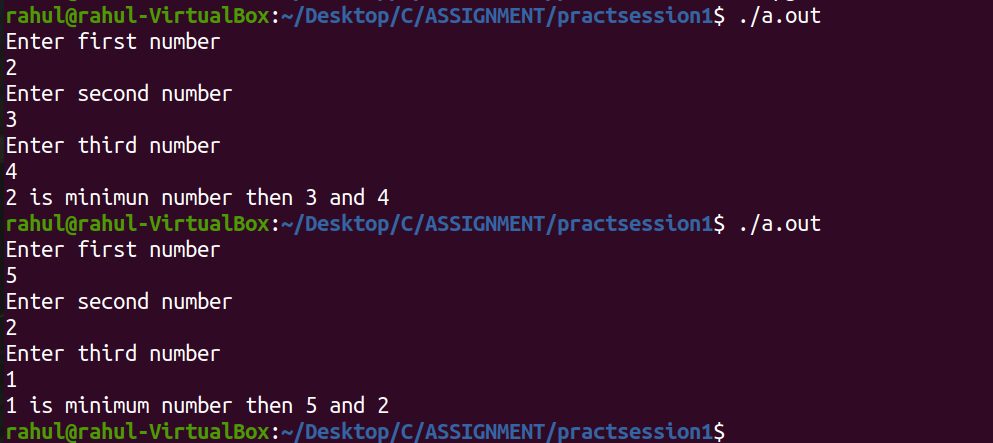 rahul@rahul-VirtualBox:~/Desktop/C/ASSIGNMENT/practsession1$ ./a.out
Enter first number
2
Enter second number
3
Enter third number
4
2 is minimun number then 3 and 4
rahul@rahul-VirtualBox:~/Desktop/C/ASSIGNMENT/practsession1$ ./a.out
Enter first number
5
Enter second number
2
Enter third number
1
1 is minimum number then 5 and 2
rahul@rahul-VirtualBox:~/Desktop/C/ASSIGNMENT/practsession1$